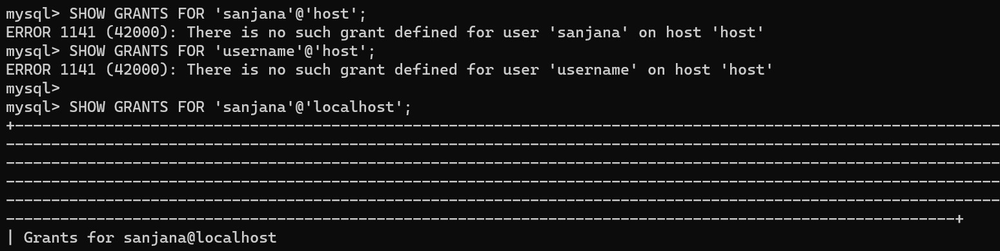 mysql> SHOW GRANTS FOR 'sanjana'@'host';
ERROR 1141 (42000): There is no such grant defined for user 'sanjana' on host 'host'
mysql> SHOW GRANTS FOR 'username'@'host';
ERROR 1141 (42000): There is no such grant defined for user 'username' on host 'host'
mysql>
mysql> SHOW GRANTS FOR 'sanjana'@'localhost';
+--------------------------------------------------------------------------------------------------------------
---------------------------------------------------------------------------------------------------------------
---------------------------------------------------------------------------------------------------------------
---------------------------------------------------------------------------------------------------------------
---------------------------------------------------------------------------------------------------------------
----------------------------------------------------------------------------------------------------------+
| Grants for sanjana@localhost